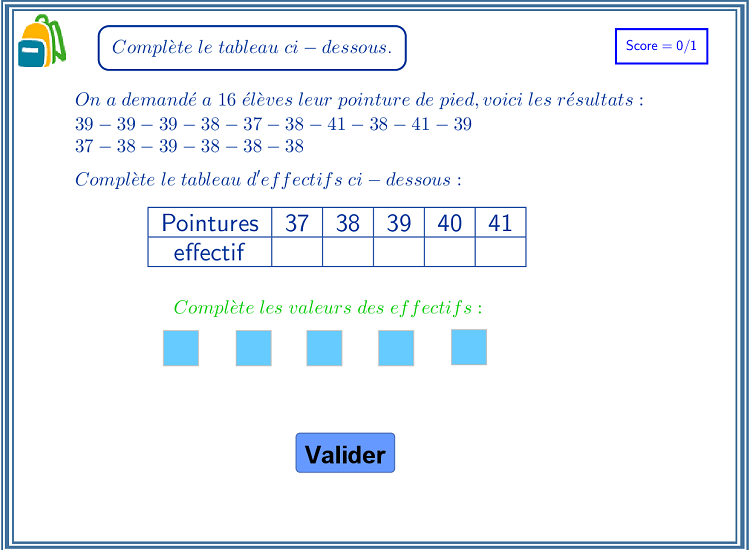 Complète le tableau ci – dessous.
Score = 0/1
On a demandé a 16 élèves leur pointure de pied, voici les résultats :
39 – 39 – 39 – 38 – 37 – 38 – 41 – 38 – 41 – 39
37 – 38 – 39 – 38 – 38 – 38
Complète le tableau d'effectifs ci – dessous :
Pointures 37 38 39 40 41
effectif
Complète les valeurs des effectifs :
Valider